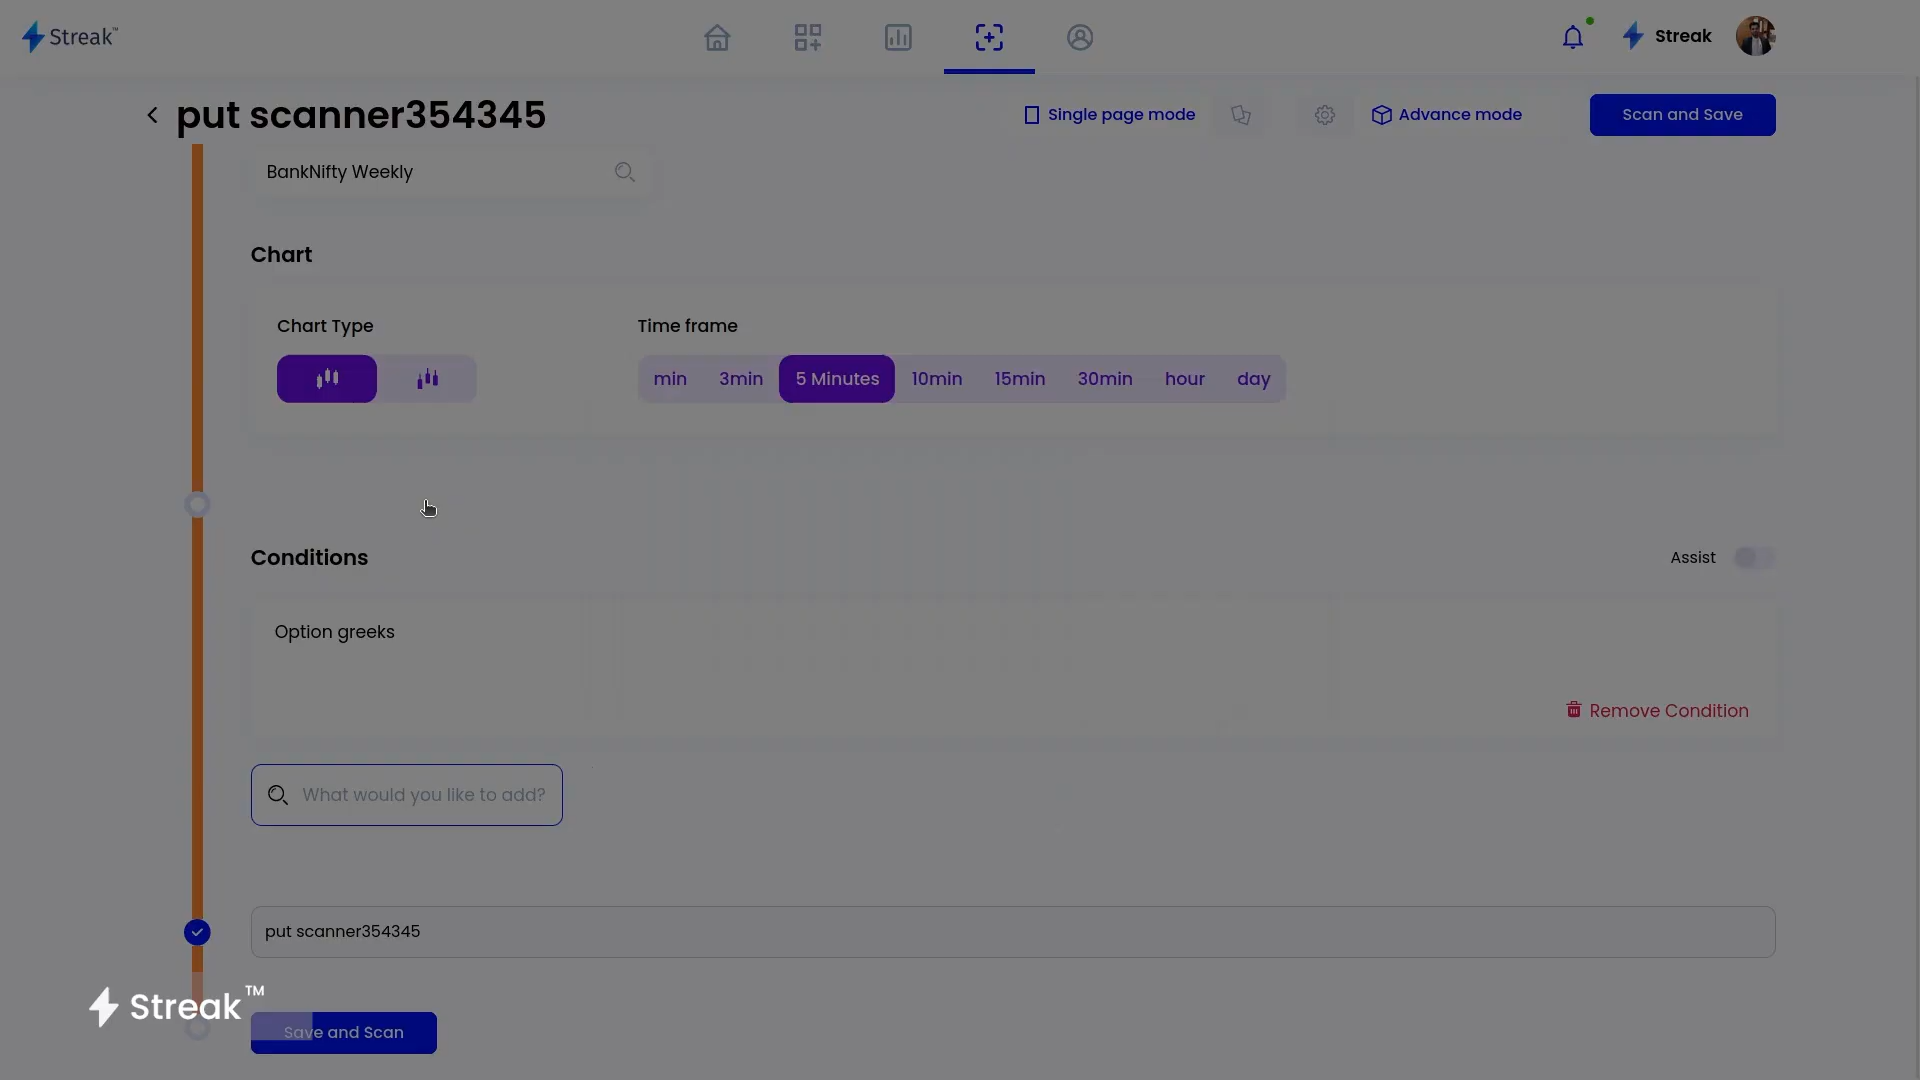 Streak™
Streak
put scanner354345
Single page mode
Advance mode
Scan and Save
BankNifty Weekly
Chart
Chart Type
Time frame
min 3min 5 Minutes 10min 15min 30min hour day
Conditions
Assist
Option greeks
Remove Condition
What would you like to add?
put scanner354345
Streak™
Save and Scan